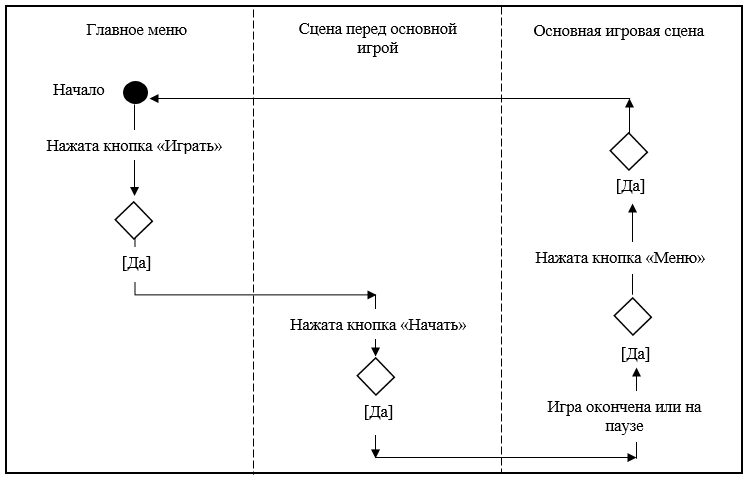 Главное меню
Сцена перед основной
игрой
Основная игровая сцена
Начало
Нажата кнопка «Играть»
[Да]
Нажата кнопка «Начать»
[Да]
Игра окончена или на
паузе
[Да]
Нажата кнопка «Меню»
[Да]